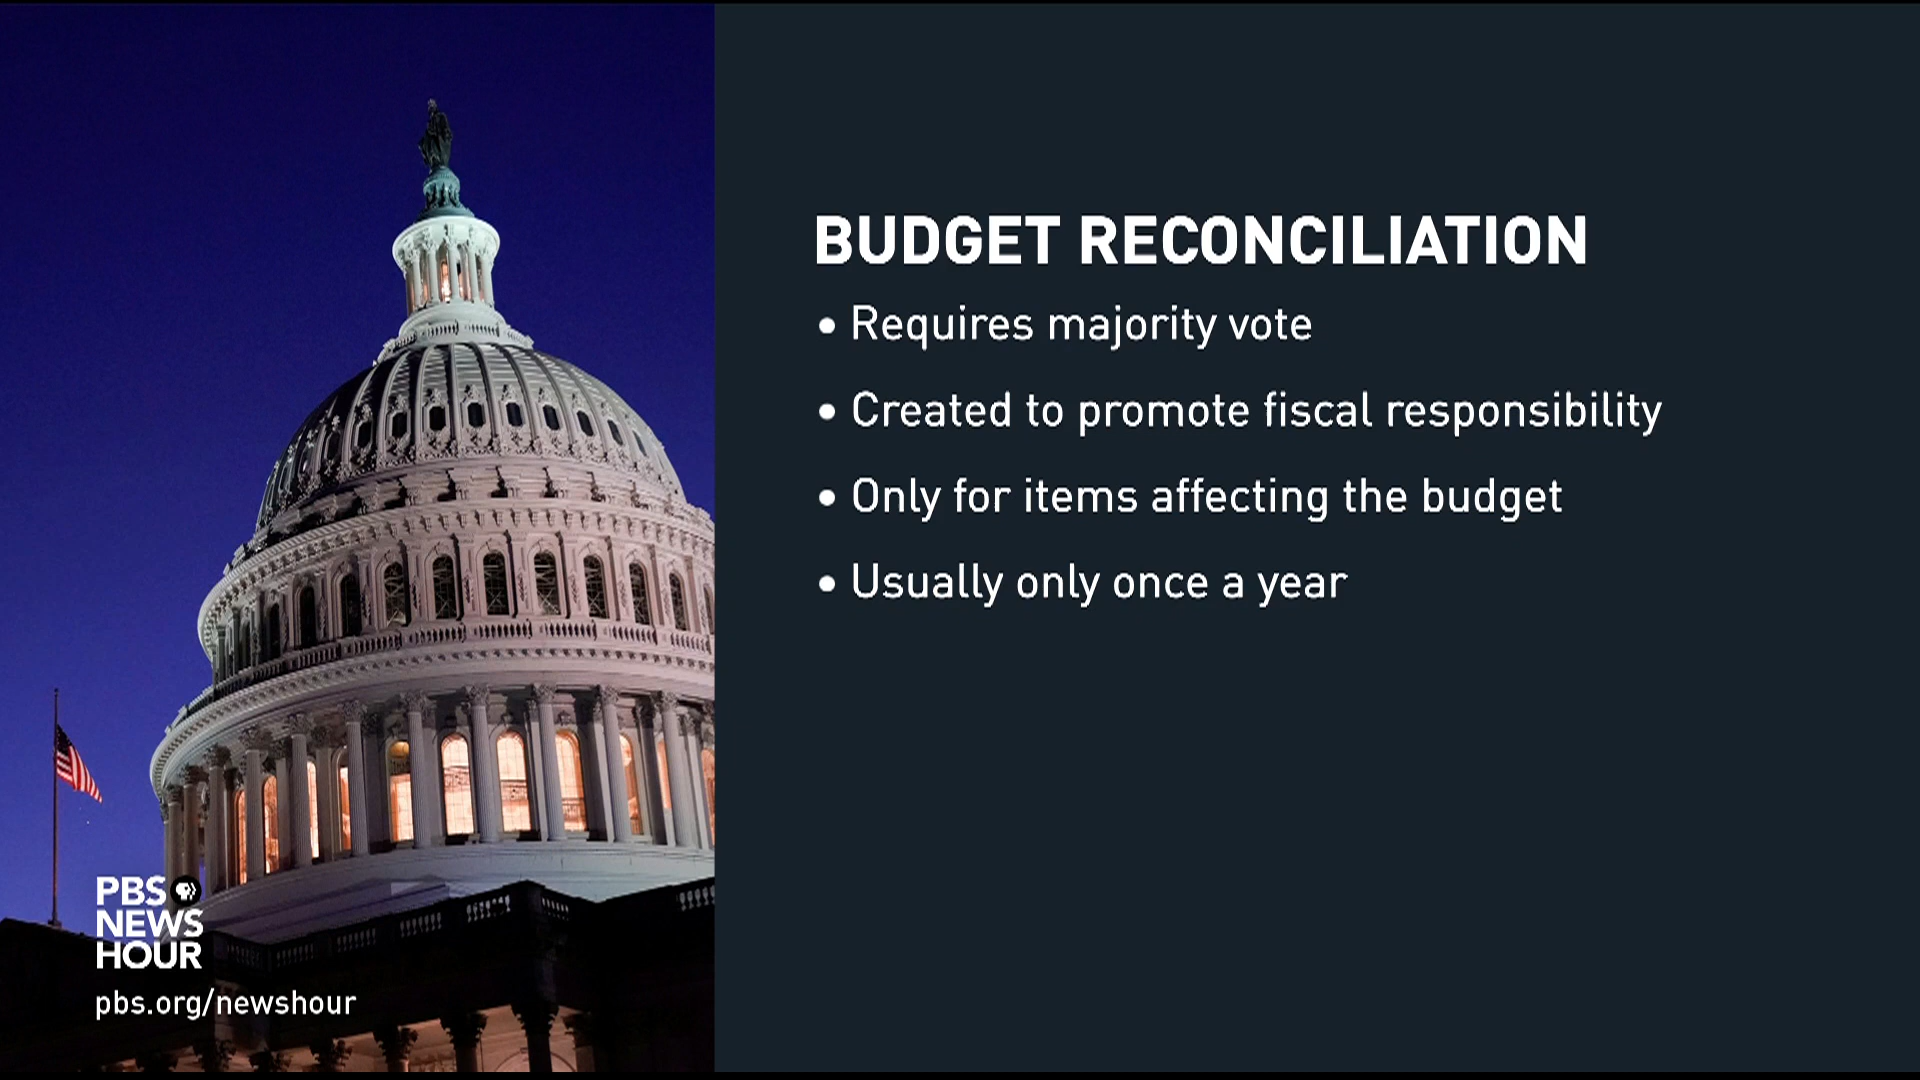 BUDGET RECONCILIATION
• Requires majority vote
• Created to promote fiscal responsibility
• Only for items affecting the budget
• Usually only once a year
PBS
NEWS
HOUR
pbs.org/newshour